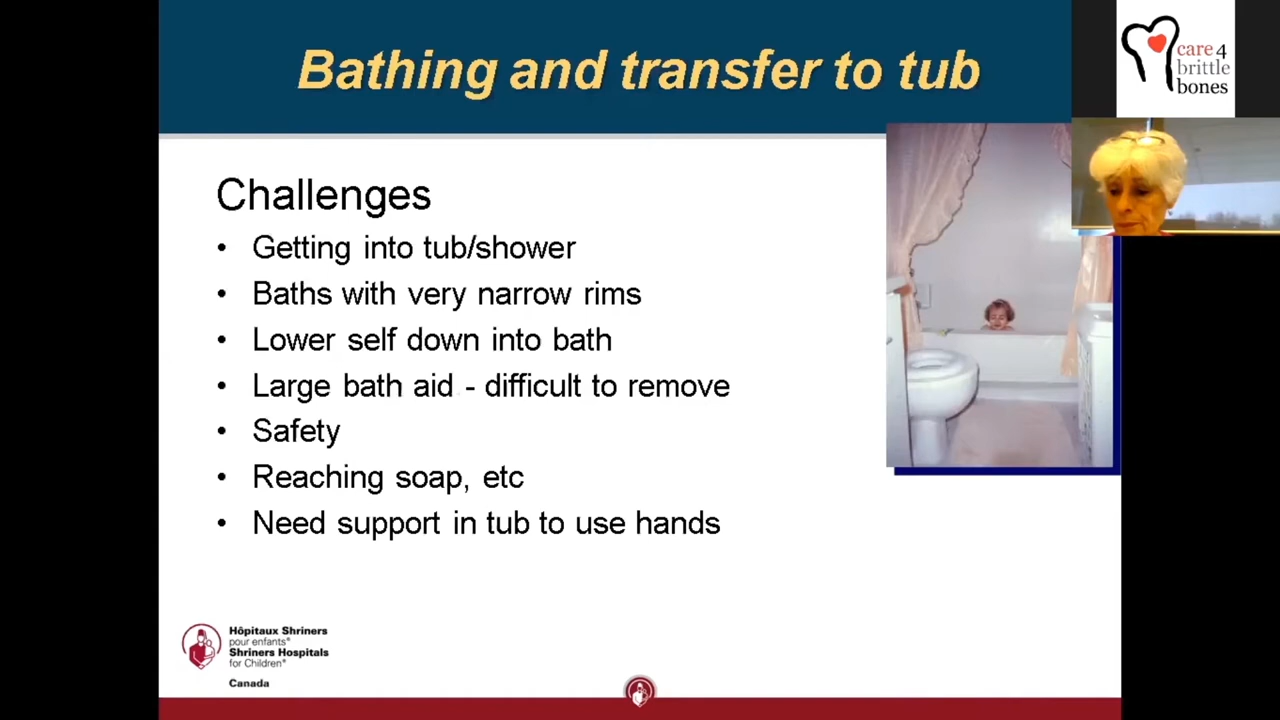 Bathing and transfer to tub
care 4
brittle
bones
Challenges
• Getting into tub/shower
• Baths with very narrow rims
• Lower self down into bath
• Large bath aid - difficult to remove
• Safety
• Reaching soap, etc
• Need support in tub to use hands
Hôpitaux Shriners
pour enfants®
Shriners Hospitals
for Children®
Canada